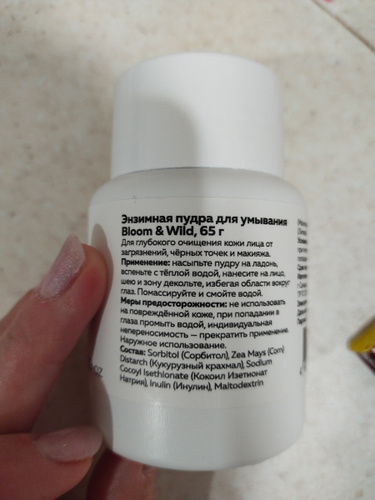 Энзимная пудра для умывания
Bloom & Wild, 65 г
Для глубокого очищения кожи лица от
загрязнений, чёрных точек и макияжа.
Применение: насыпьте пудру на ладонь,
вспеньте с тёплой водой, нанесите на лицо,
шею и зону декольте, избегая области вокруг
глаз. Помассируйте и смойте водой.
Меры предосторожности: не использовать
на повреждённой коже, при попадании в
глаза промыть водой, индивидуальная
непереносимость — прекратить применение.
Наружное использование.
Состав: Sorbitol (Сорбитол), Zea Mays (Corn)
Distarch (Кукурузный крахмал), Sodium
Cocoyl Isethionate (Кокоил Изетионат
Натрия), Inulin (Инулин), Maltodextrin